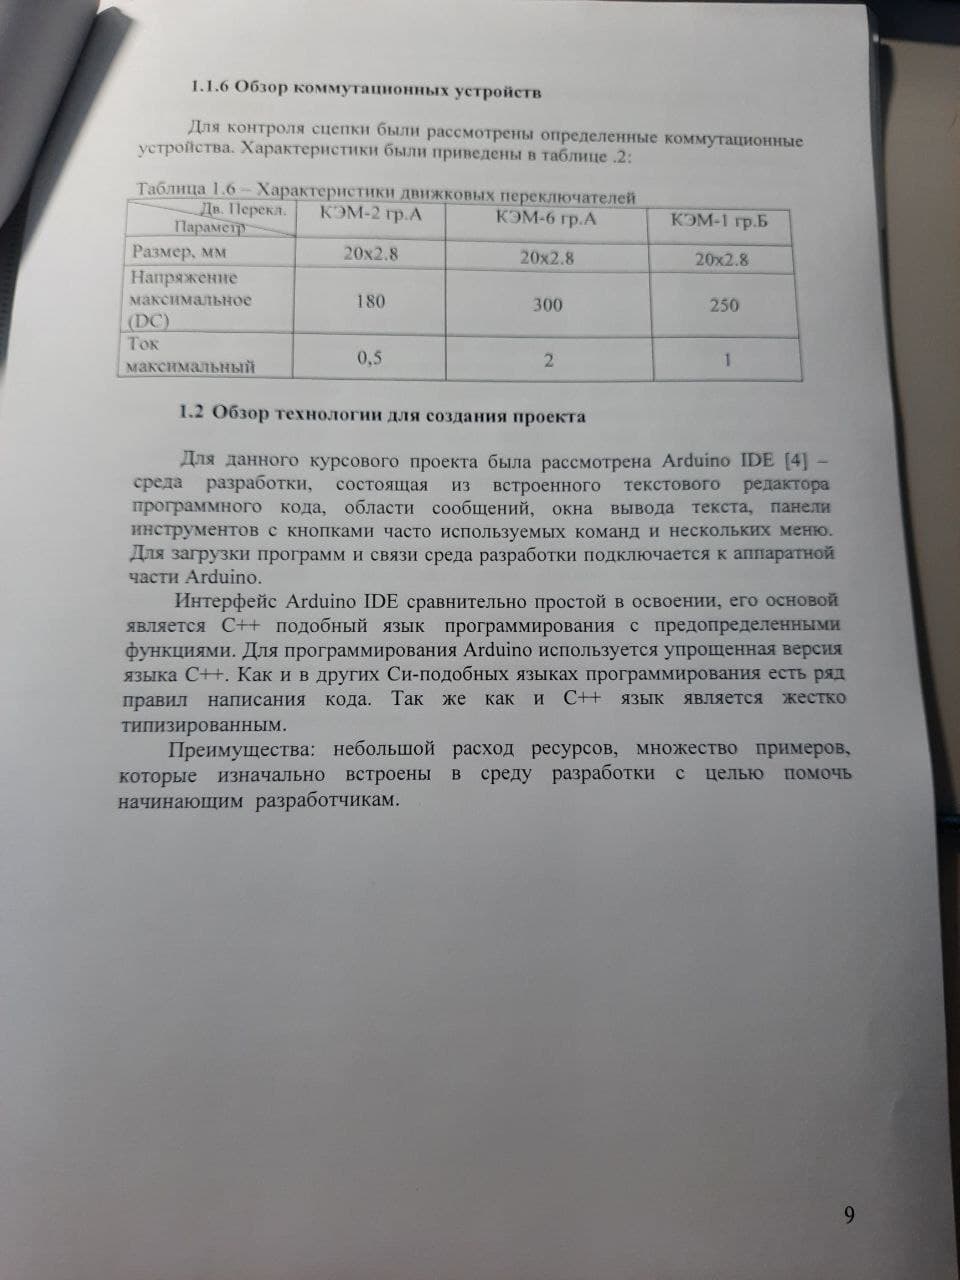 1.1.6 Обзор коммутационных устройств
Для контроля сцепки были рассмотрены определенные коммутационные
устройства. Характеристики были приведены в таблице .2:
Таблица 1.6 – Характеристики движковых переключателей
Дв. Перекл.
Параметр
КЭМ-2 гр.А
КЭМ-6 гр.А
КЭМ-1 гр.Б
Размер, мм
20x2.8
20x2.8
20x2.8
Напряжение
максимальное
(DC)
180
300
250
Ток
максимальный
0,5
2
1
1.2 Обзор технологии для создания проекта
Для данного курсового проекта была рассмотрена Arduino IDE [4] –
среда разработки, состоящая из встроенного текстового редактора
программного кода, области сообщений, окна вывода текста, панели
инструментов с кнопками часто используемых команд и нескольких меню.
Для загрузки программ и связи среда разработки подключается к аппаратной
части Arduino.
Интерфейс Arduino IDE сравнительно простой в освоении, его основой
является C++ подобный язык программирования с предопределенными
функциями. Для программирования Arduino используется упрощенная версия
языка C++. Как и в других Си-подобных языках программирования есть ряд
правил написания кода. Так же как и C++ язык является жестко
типизированным.
Преимущества: небольшой расход ресурсов, множество примеров,
которые изначально встроены в среду разработки с целью помочь
начинающим разработчикам.
9